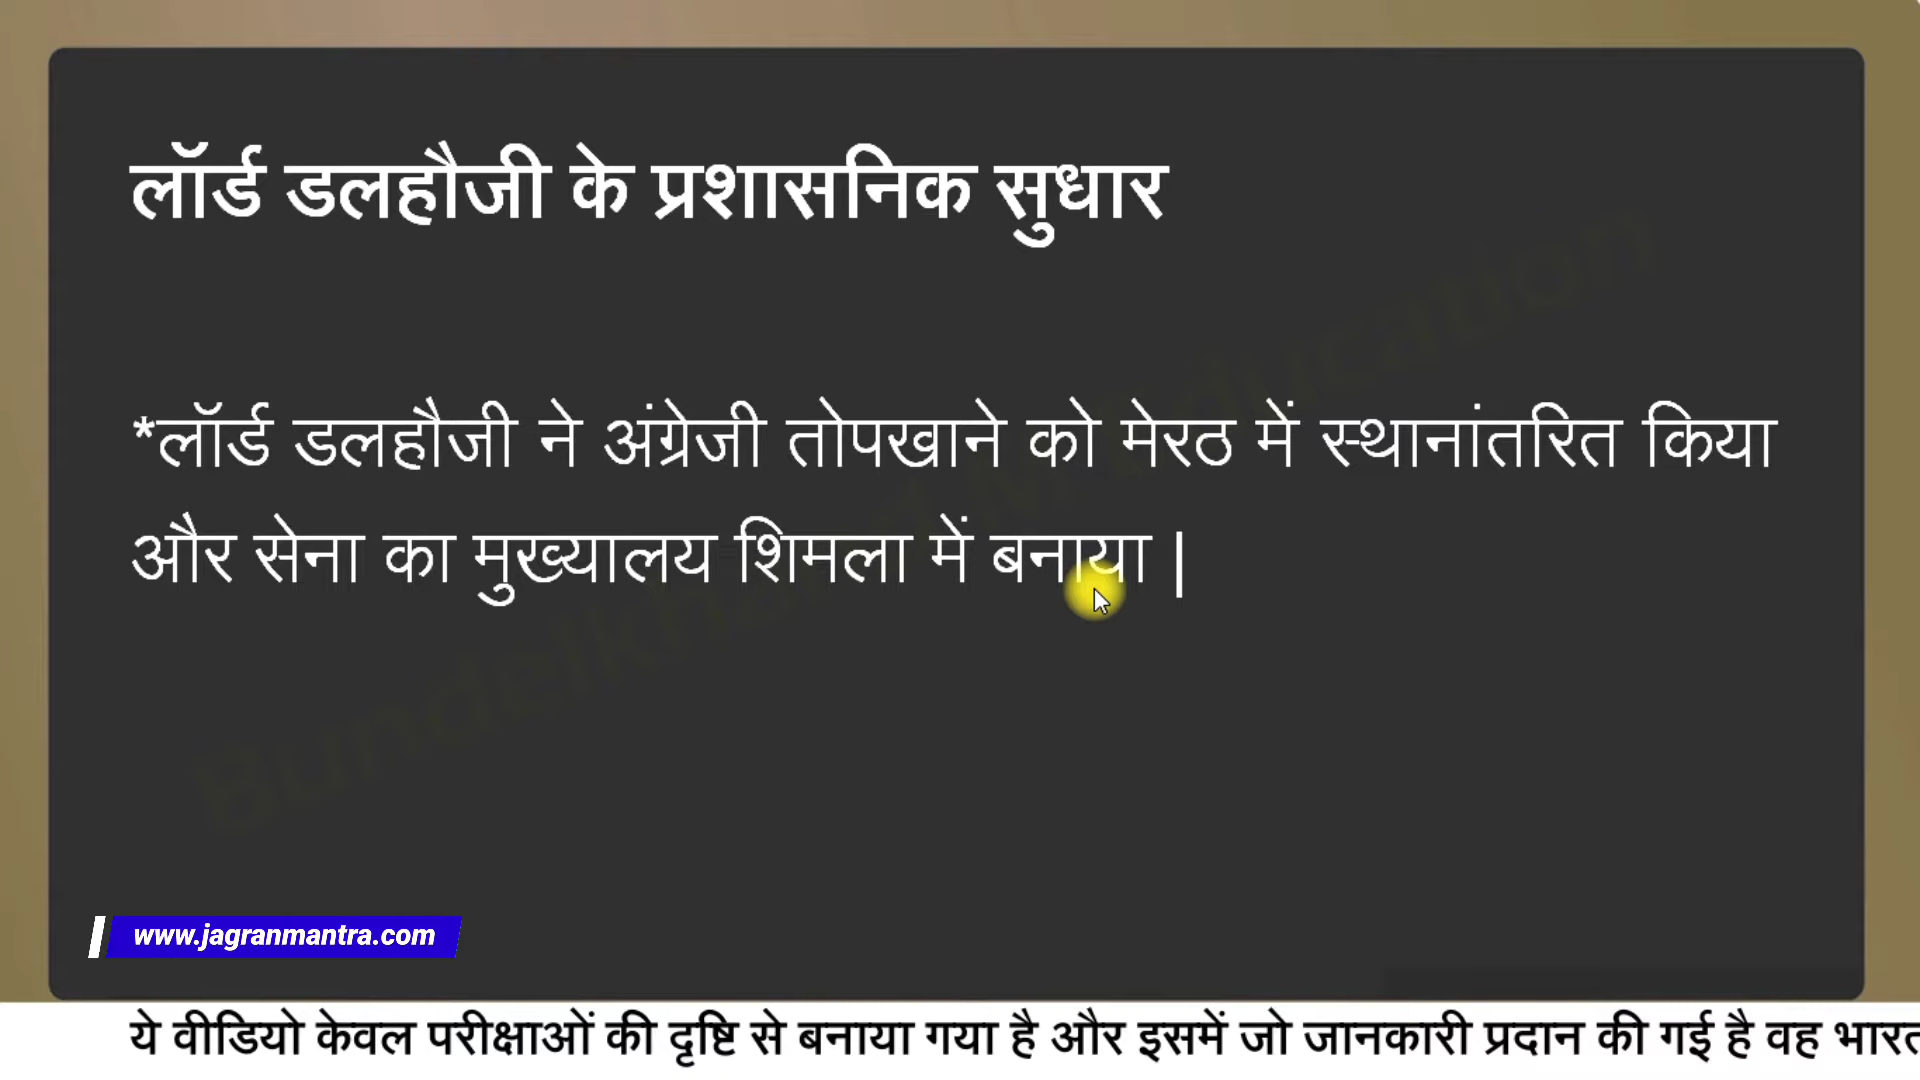 लॉर्ड डलहौजी के प्रशासनिक सुधार
*लॉर्ड डलहौजी ने अंग्रेजी तोपखाने को मेरठ में स्थानांतरित किया
और सेना का मुख्यालय शिमला में बनाया |
www.jagranmantra.com
ये वीडियो केवल परीक्षाओं की दृष्टि से बनाया गया है और इसमें जो जानकारी प्रदान की गई है वह भारत